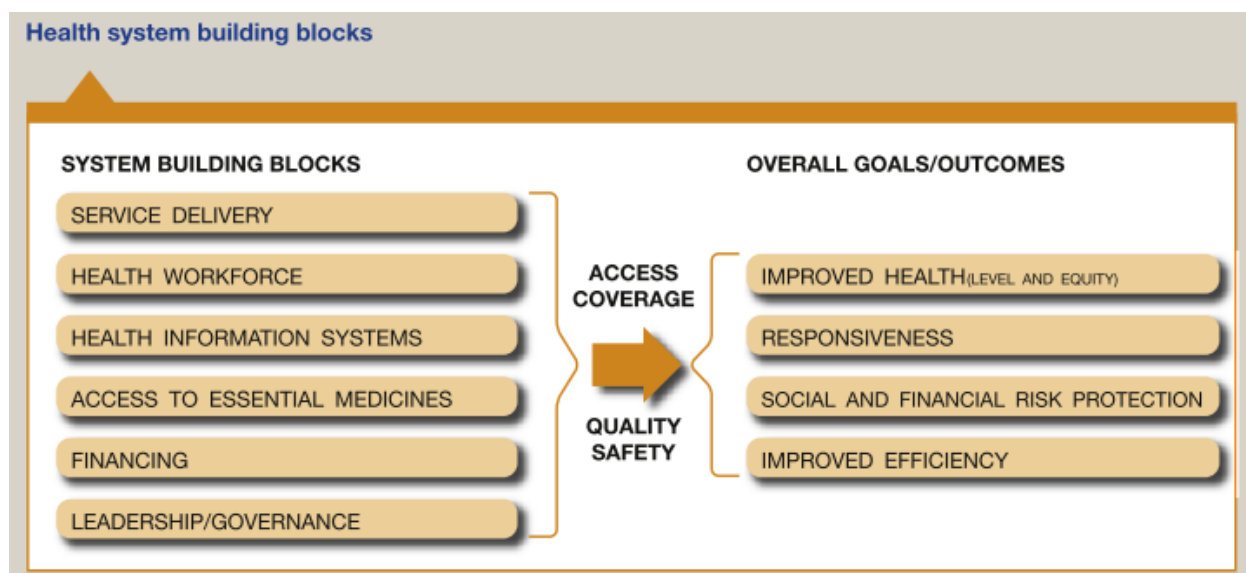 Health system building blocks
SYSTEM BUILDING BLOCKS
SERVICE DELIVERY
HEALTH WORKFORCE
HEALTH INFORMATION SYSTEMS
ACCESS TO ESSENTIAL MEDICINES
FINANCING
LEADERSHIP/GOVERNANCE
ACCESS
COVERAGE
QUALITY
SAFETY
OVERALL GOALS/OUTCOMES
IMPROVED HEALTH(LEVEL AND EQUITY)
RESPONSIVENESS
SOCIAL AND FINANCIAL RISK PROTECTION
IMPROVED EFFICIENCY